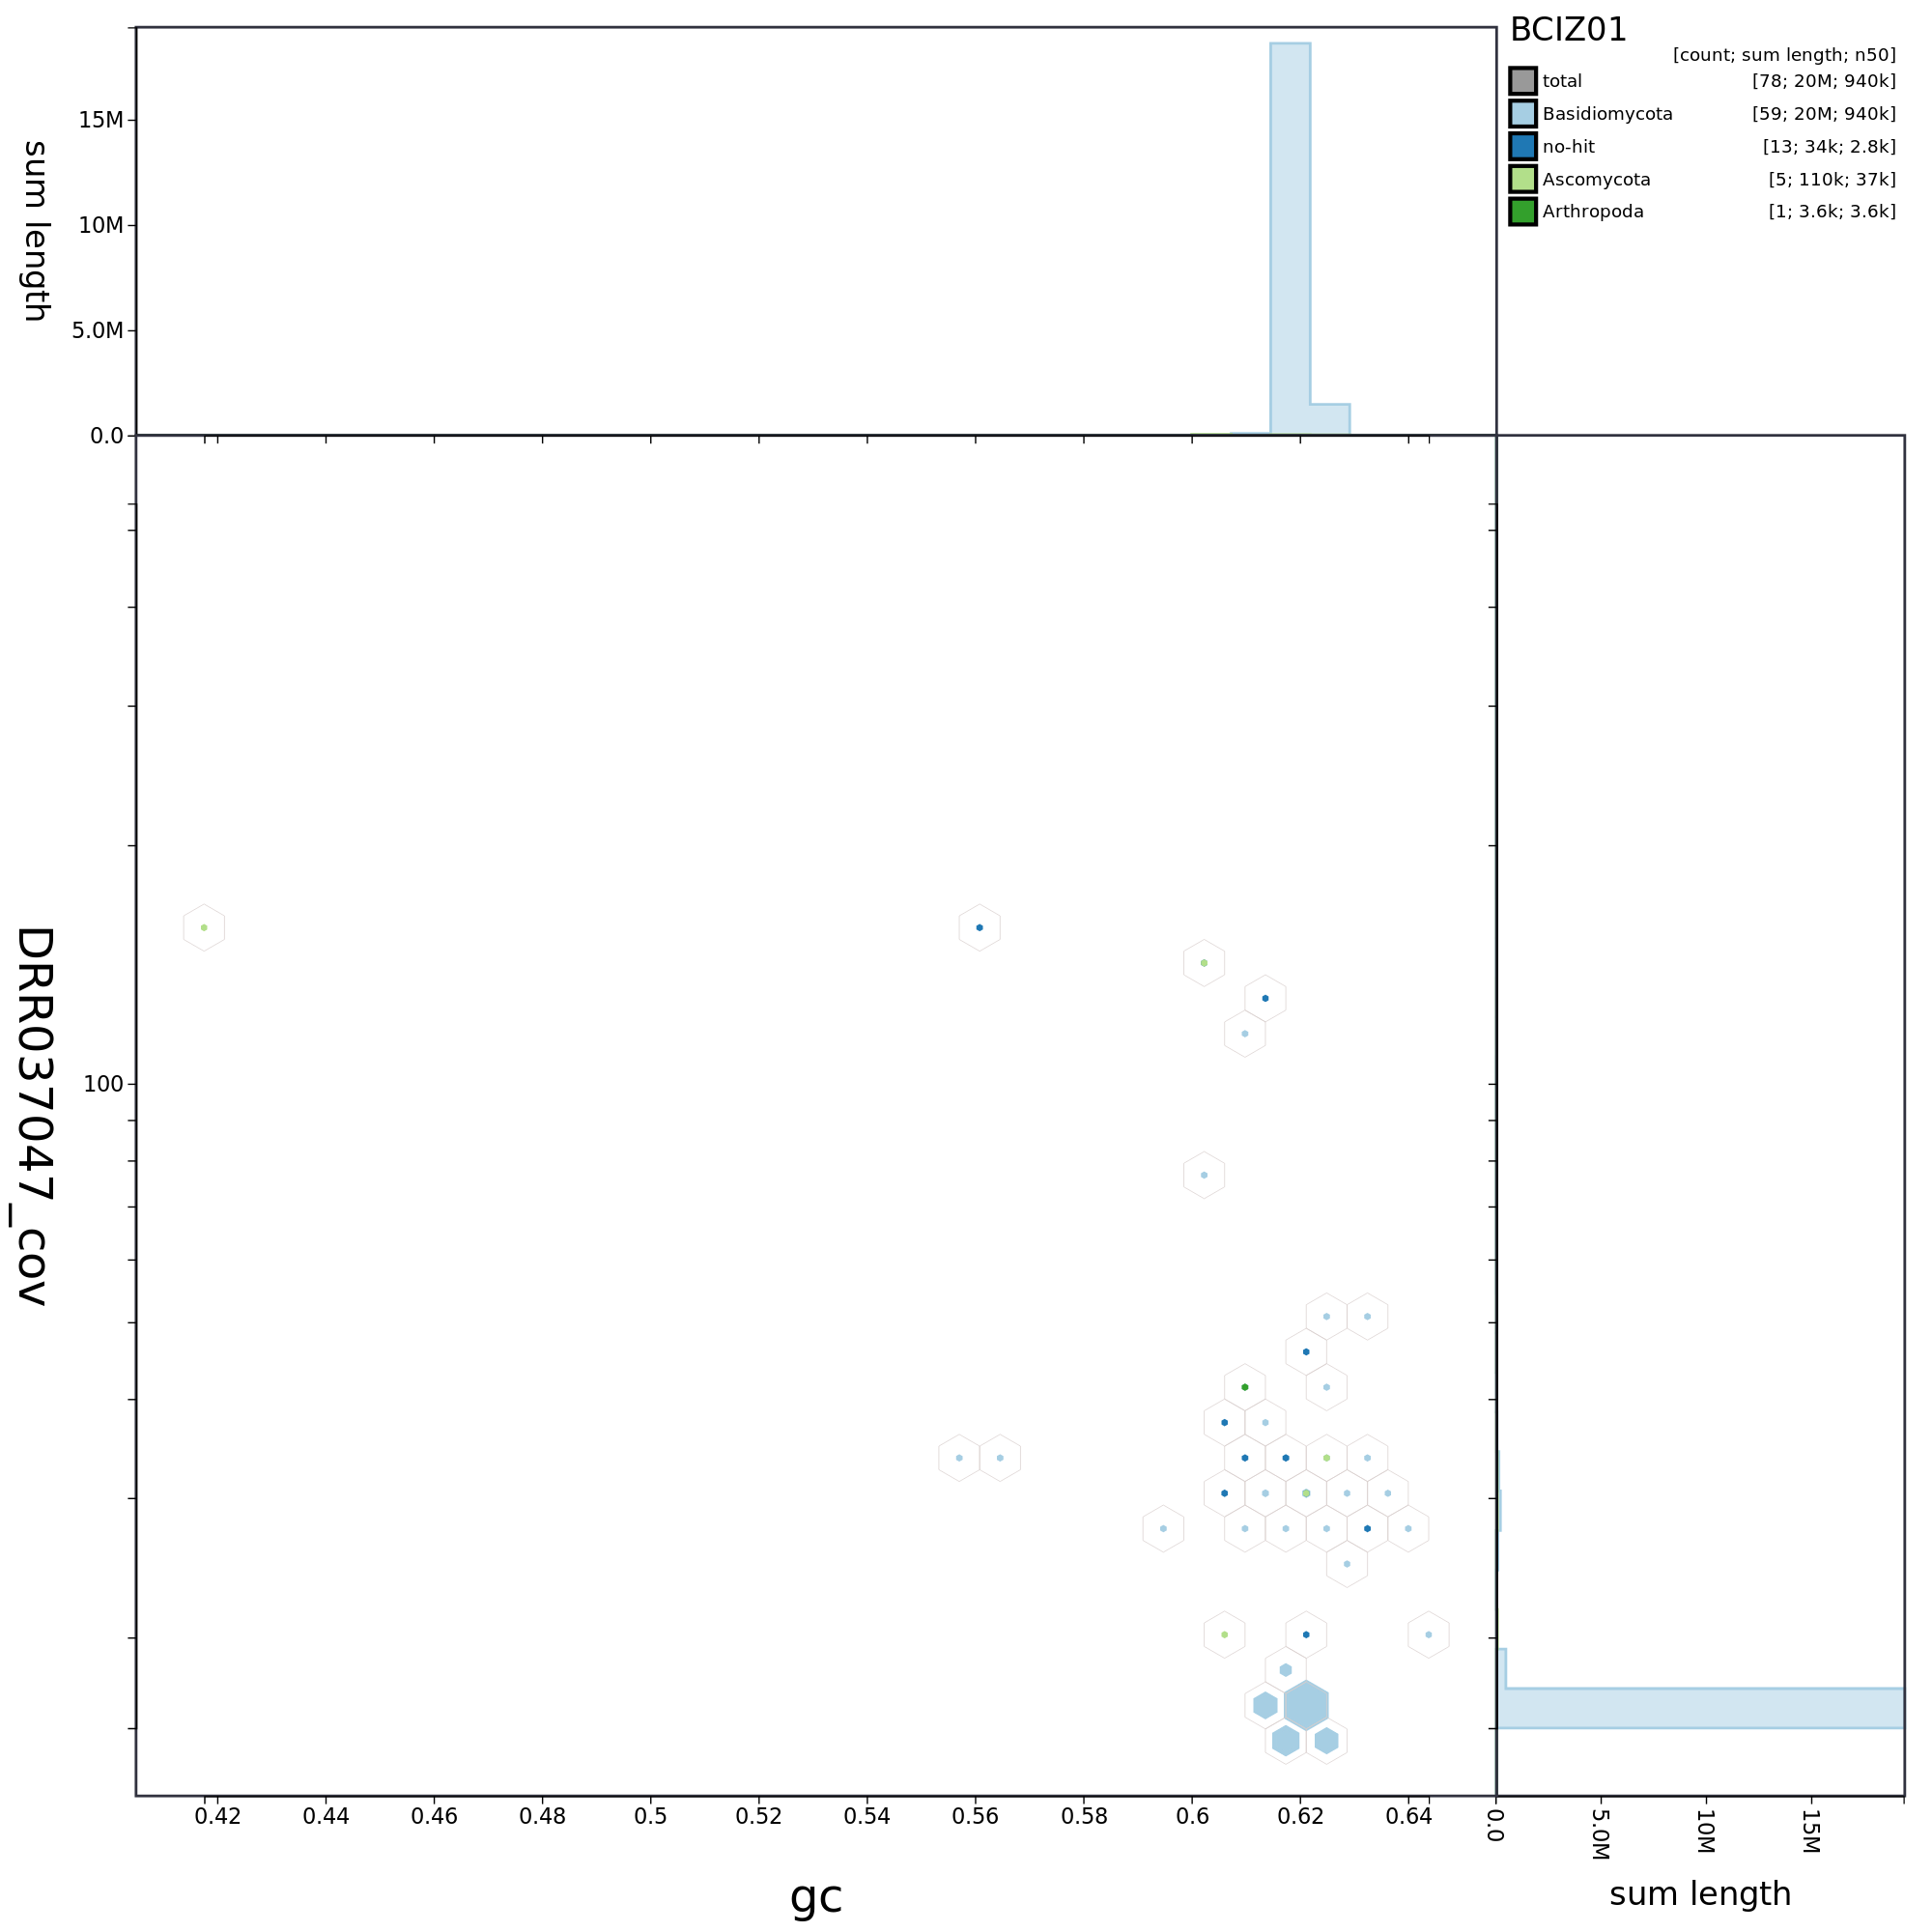 BCIZ01
[count; sum length; n50]
total [78; 20M; 940k]
Basidiomycota [59; 20M; 940k]
no-hit [13; 34k; 2.8k]
Ascomycota [5; 110k; 37k]
Arthropoda [1; 3.6k; 3.6k]
sum length
15M
10M
5.0M
0.0
DRR037047_cov
100
0.42 0.44 0.46 0.48 0.5 0.52 0.54 0.56 0.58 0.6 0.62 0.64
gc
0.0 5.0M 10M 15M
sum length